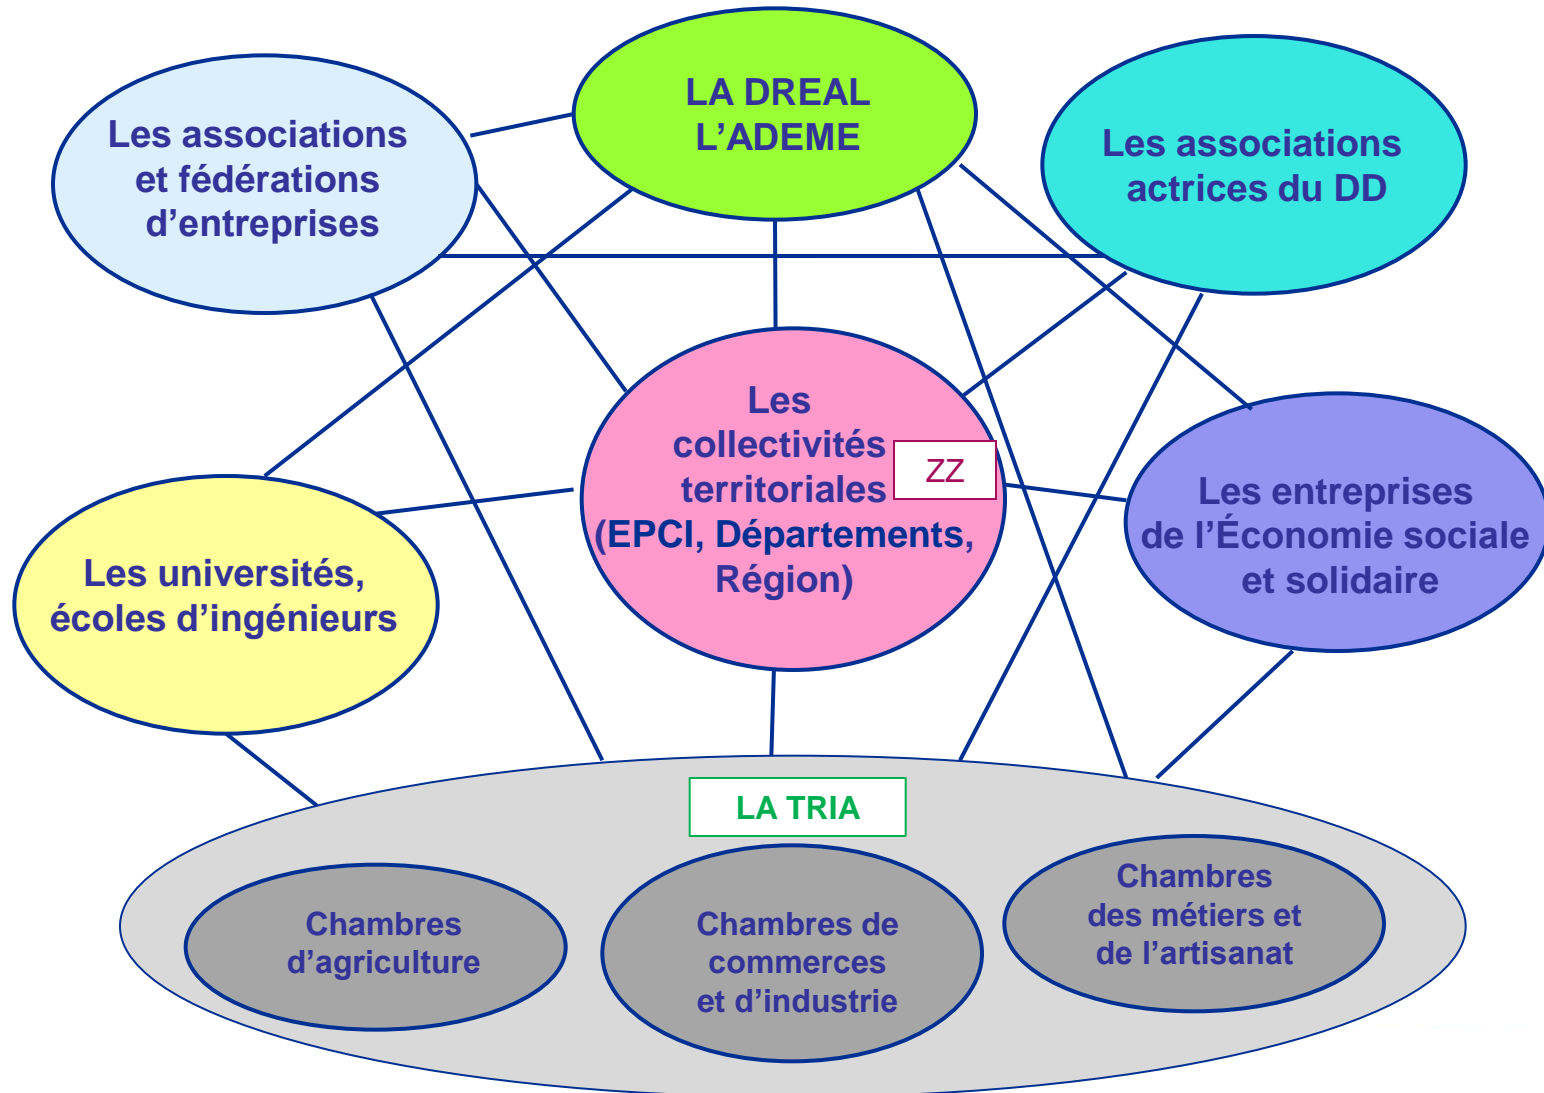 Les associations
et fédérations
d’entreprises
LA DREAL
L’ADEME
Les associations
actrices du DD
Les
collectivités
territoriales
(EPCI, Départements,
Région)
ZZ
Les entreprises
de l’Économie sociale
et solidaire
Les universités,
écoles d’ingénieurs
LA TRIA
Chambres
d’agriculture
Chambres de
commerces
et d’industrie
Chambres
des métiers et
de l’artisanat